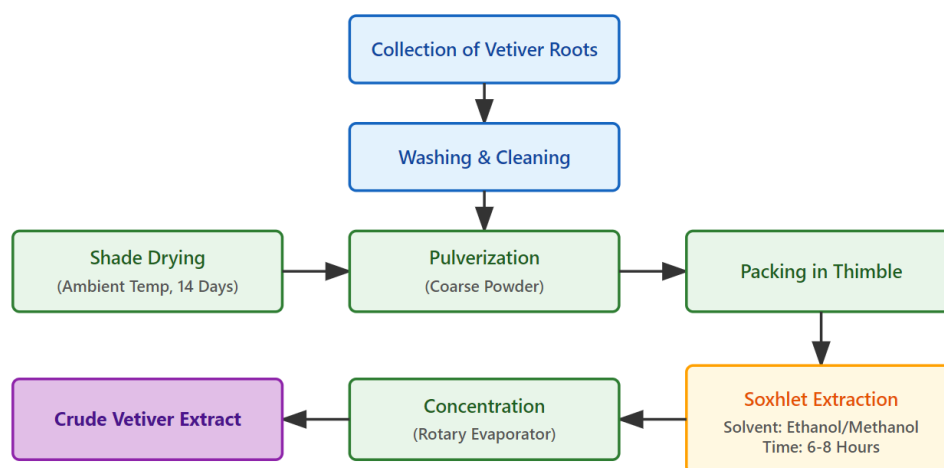 Collection of Vetiver Roots
Washing & Cleaning
Shade Drying
(Ambient Temp, 14 Days)
Pulverization
(Coarse Powder)
Packing in Thimble
Soxhlet Extraction
Solvent: Ethanol/Methanol
Time: 6-8 Hours
Concentration
(Rotary Evaporator)
Crude Vetiver Extract